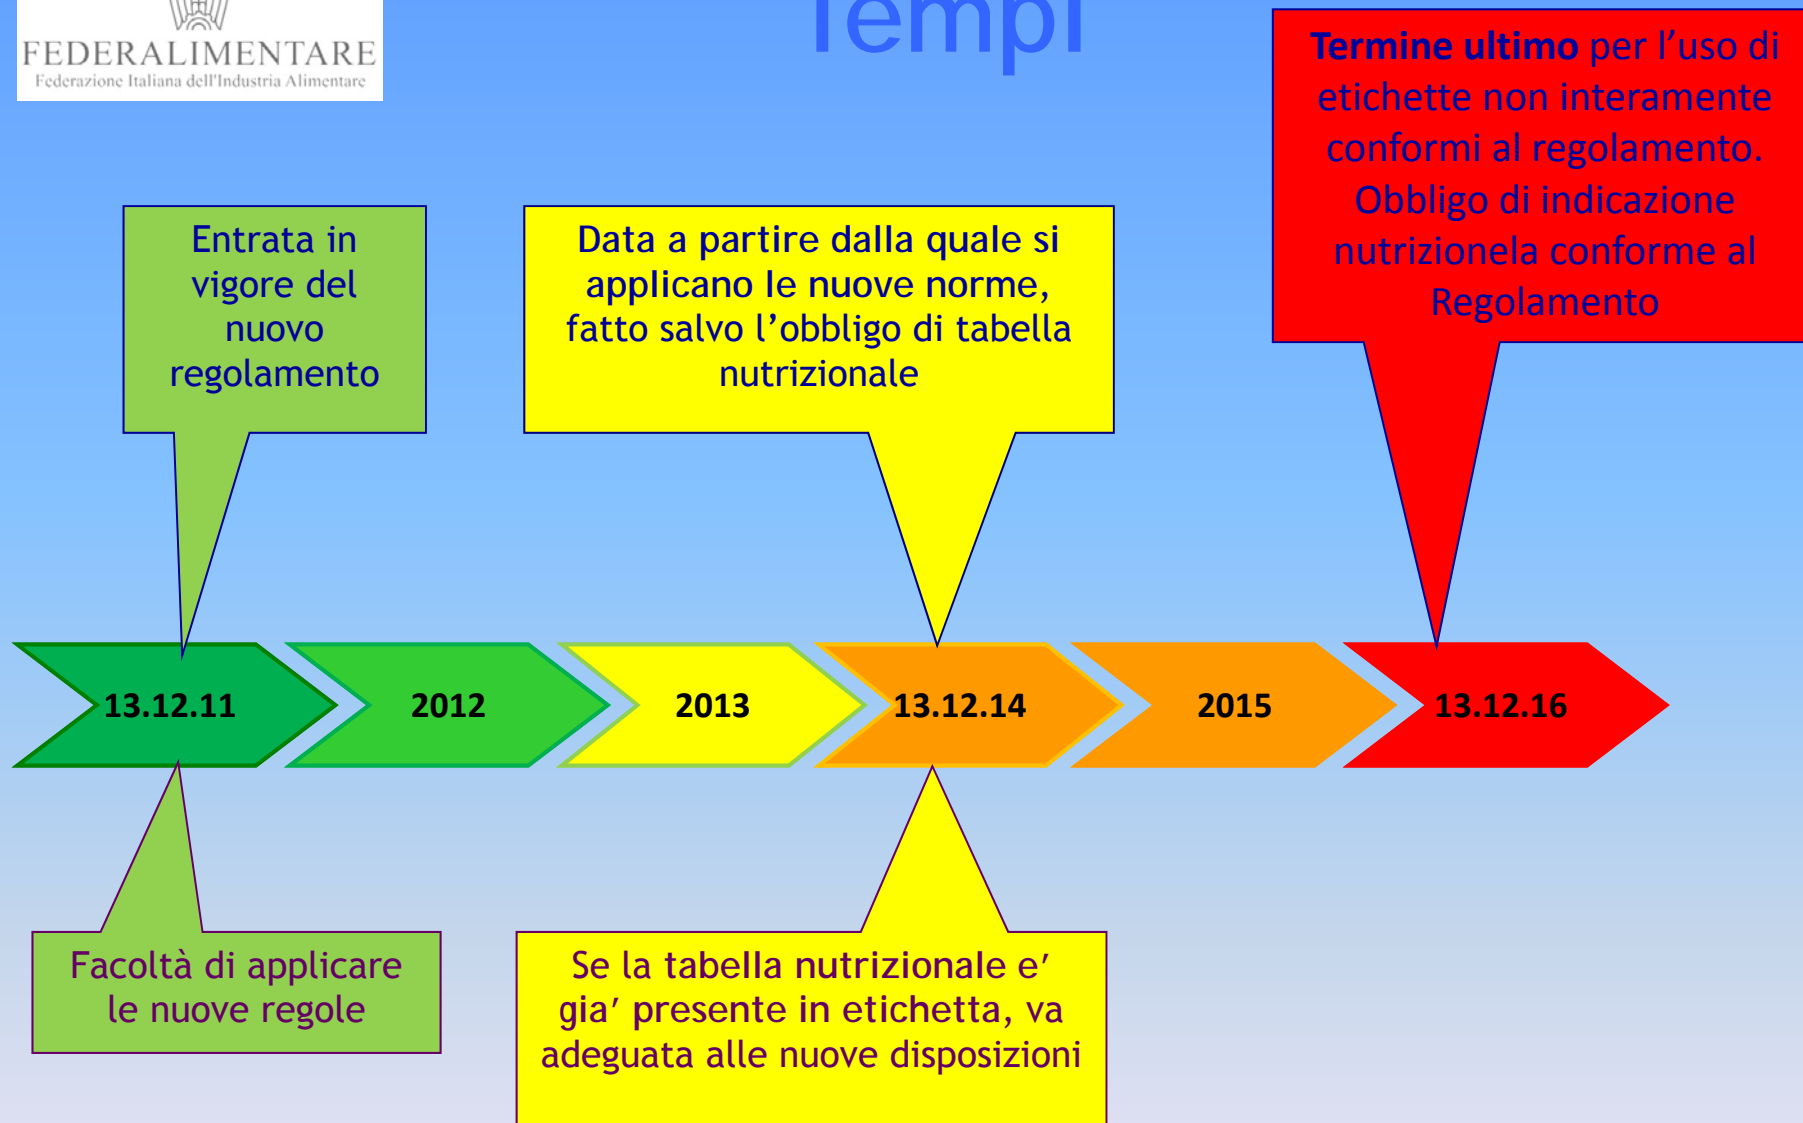 FEDERALIMENTARE
Federazione Italiana dell'Industria Alimentare
Tempi
Termine ultimo per l’uso di
etichette non interamente
conformi al regolamento.
Obbligo di indicazione
nutrizionela conforme al
Regolamento
Entrata in
vigore del
nuovo
regolamento
Data a partire dalla quale si
applicano le nuove norme,
fatto salvo l’obbligo di tabella
nutrizionale
13.12.11
2012
2013
13.12.14
2015
13.12.16
Facoltà di applicare
le nuove regole
Se la tabella nutrizionale e’
gia’ presente in etichetta, va
adeguata alle nuove disposizioni